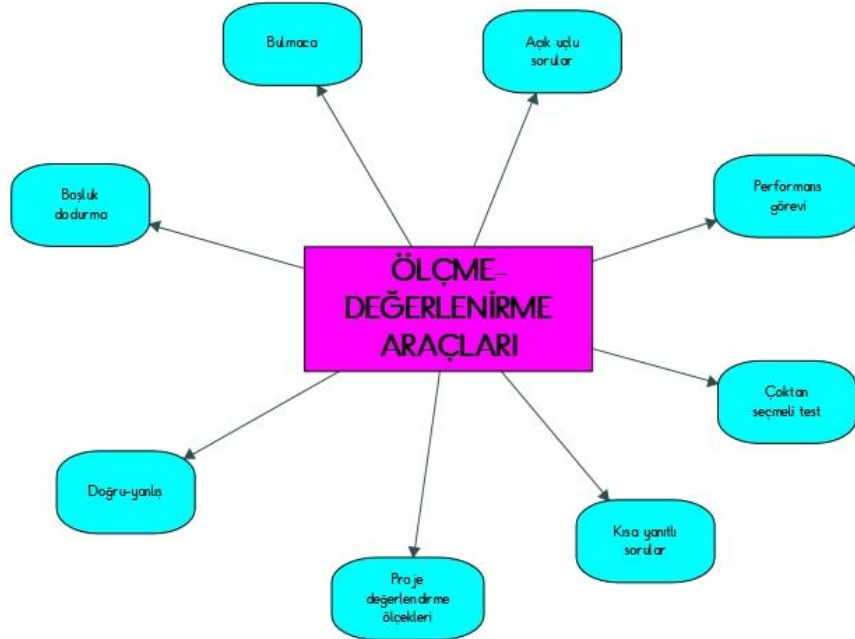 Bulmaca
Açık uçlu
sorular
Boşluk
dodurma
Performans
görevi
ÖLÇME-
DEĞERLENİRME
ARAÇLARI
Çoktan
seçmeli test
Doğru-yanlış
Kısa yanıtlı
sorular
Proje
değerlendirme
ölçekleri